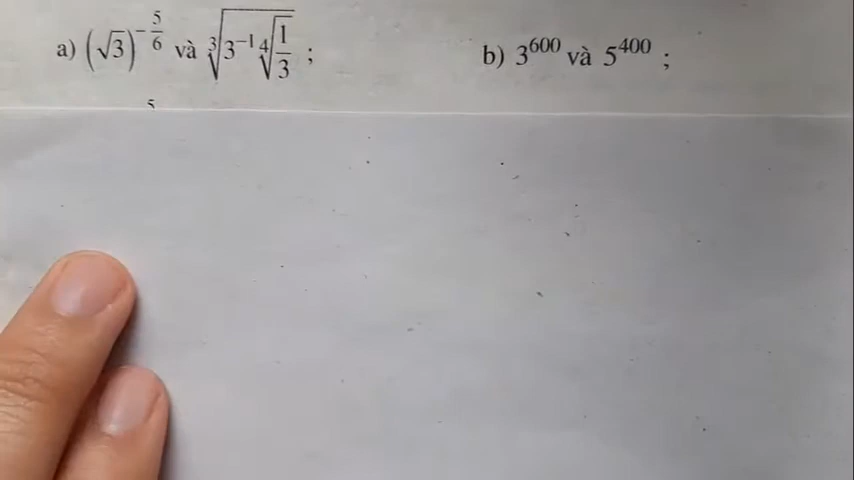 a) (√3)^{-5/6} và ∛(3^{-1} ∜(1/3)) ; b) 3^{600} và 5^{400} ;